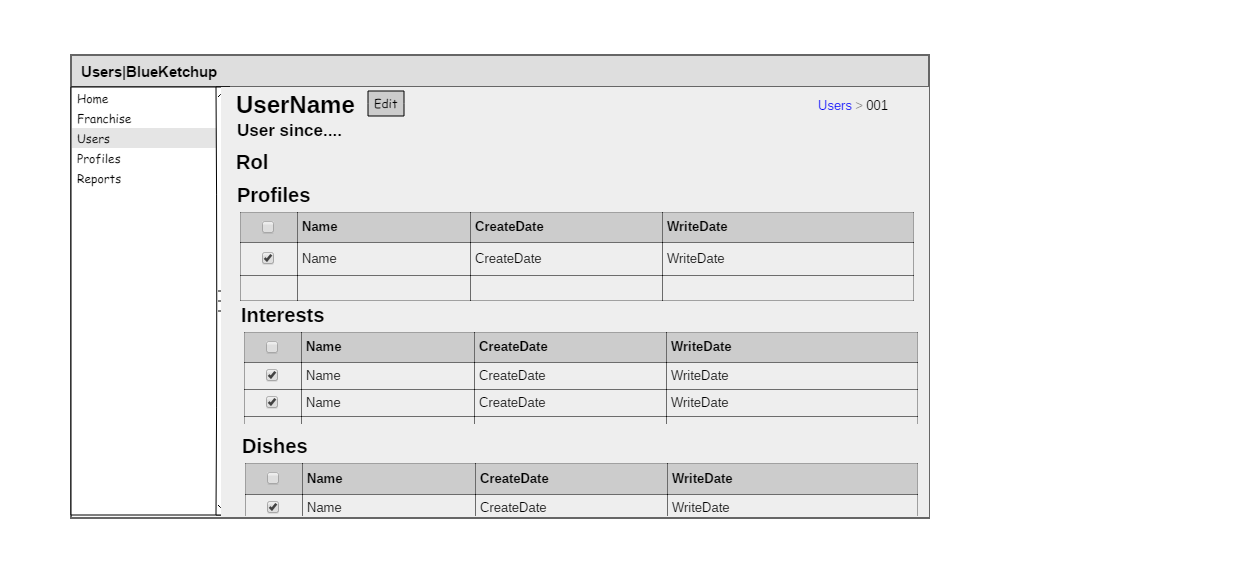 Users|BlueKetchup
Home
Franchise
Users
Profiles
Reports
UserName Edit
Users > 001
User since....
Rol
Profiles
Name CreateDate WriteDate
Name CreateDate WriteDate
Interests
Name CreateDate WriteDate
Name CreateDate WriteDate
Name CreateDate WriteDate
Dishes
Name CreateDate WriteDate
Name CreateDate WriteDate